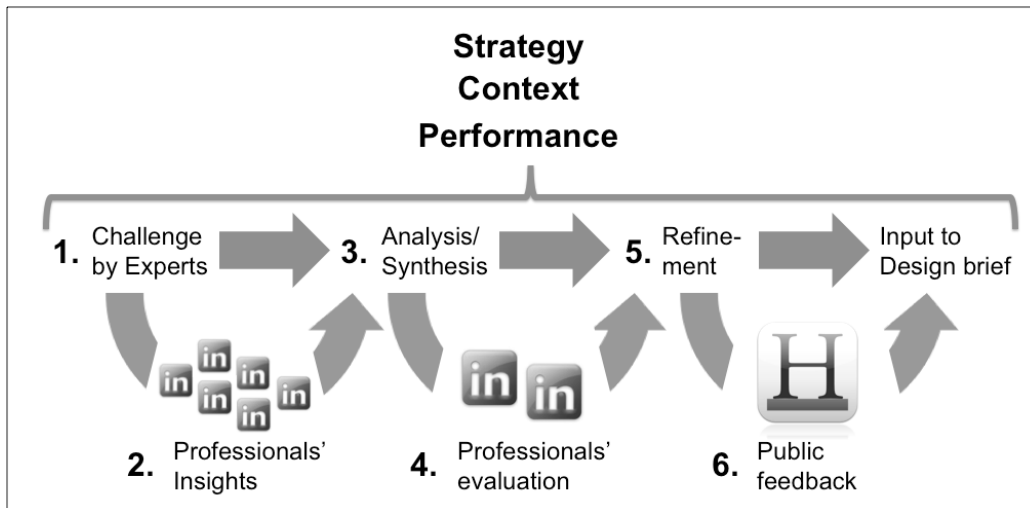 Strategy
Context
Performance
1. Challenge
by Experts
3. Analysis/
Synthesis
5. Refine-
ment
Input to
Design brief
in
in
in
in
in
in
in
in
H
2. Professionals'
Insights
4. Professionals'
evaluation
6. Public
feedback